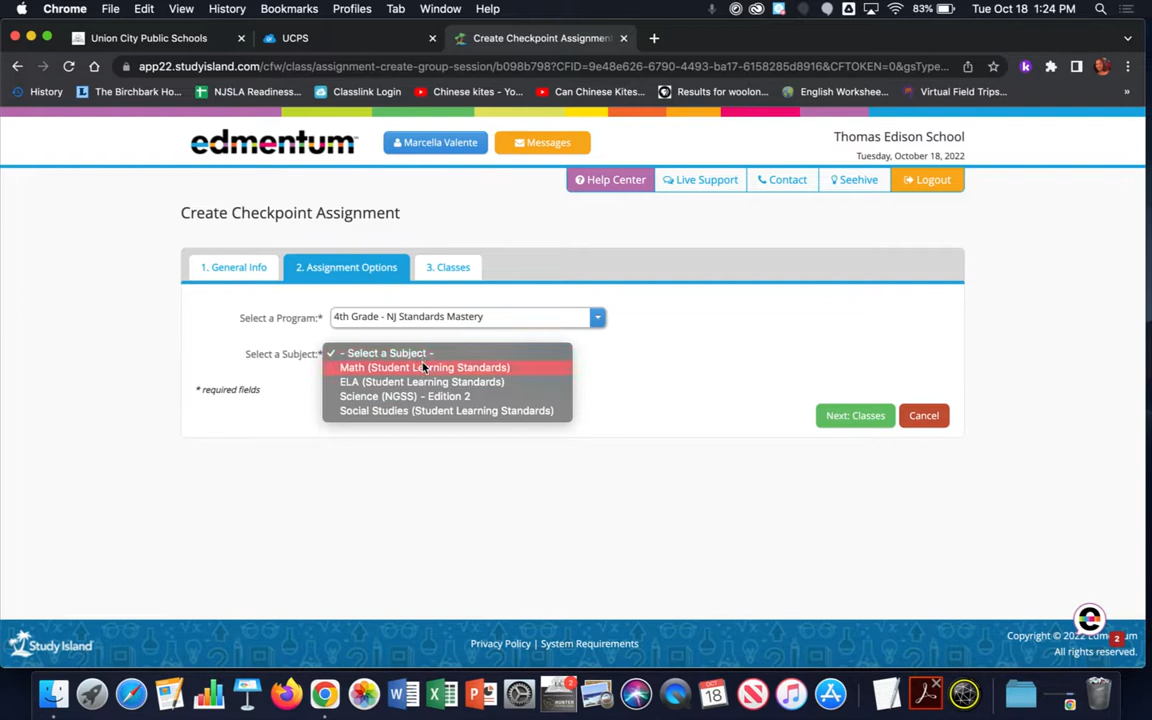 Chrome File Edit View History Bookmarks Profiles Tab Window Help 83% Tue Oct 18 1:24 PM
Union City Public Schools UCPS Create Checkpoint Assignment
app22.studyisland.com/cfw/class/assignment-create-group-session/b098b798?CFID=9e48e626-6790-4493-ba17-6158285d8916&CFTOKEN=0&gsType...
History The Birchbark Ho... NJSLA Readiness... Classlink Login Chinese kites - Yo... Can Chinese Kites... Results for woolon... English Workshee... Virtual Field Trips... »
edmentum Marcella Valente Messages Thomas Edison School
Tuesday, October 18, 2022
Help Center Live Support Contact Seehive Logout
Create Checkpoint Assignment
1. General Info 2. Assignment Options 3. Classes
Select a Program:* 4th Grade - NJ Standards Mastery
Select a Subject:* - Select a Subject -
Math (Student Learning Standards)
ELA (Student Learning Standards)
* required fields
Science (NGSS) - Edition 2
Social Studies (Student Learning Standards)
Next: Classes Cancel
Study Island Privacy Policy | System Requirements Copyright © 2022 Edmentum
All rights reserved.
2